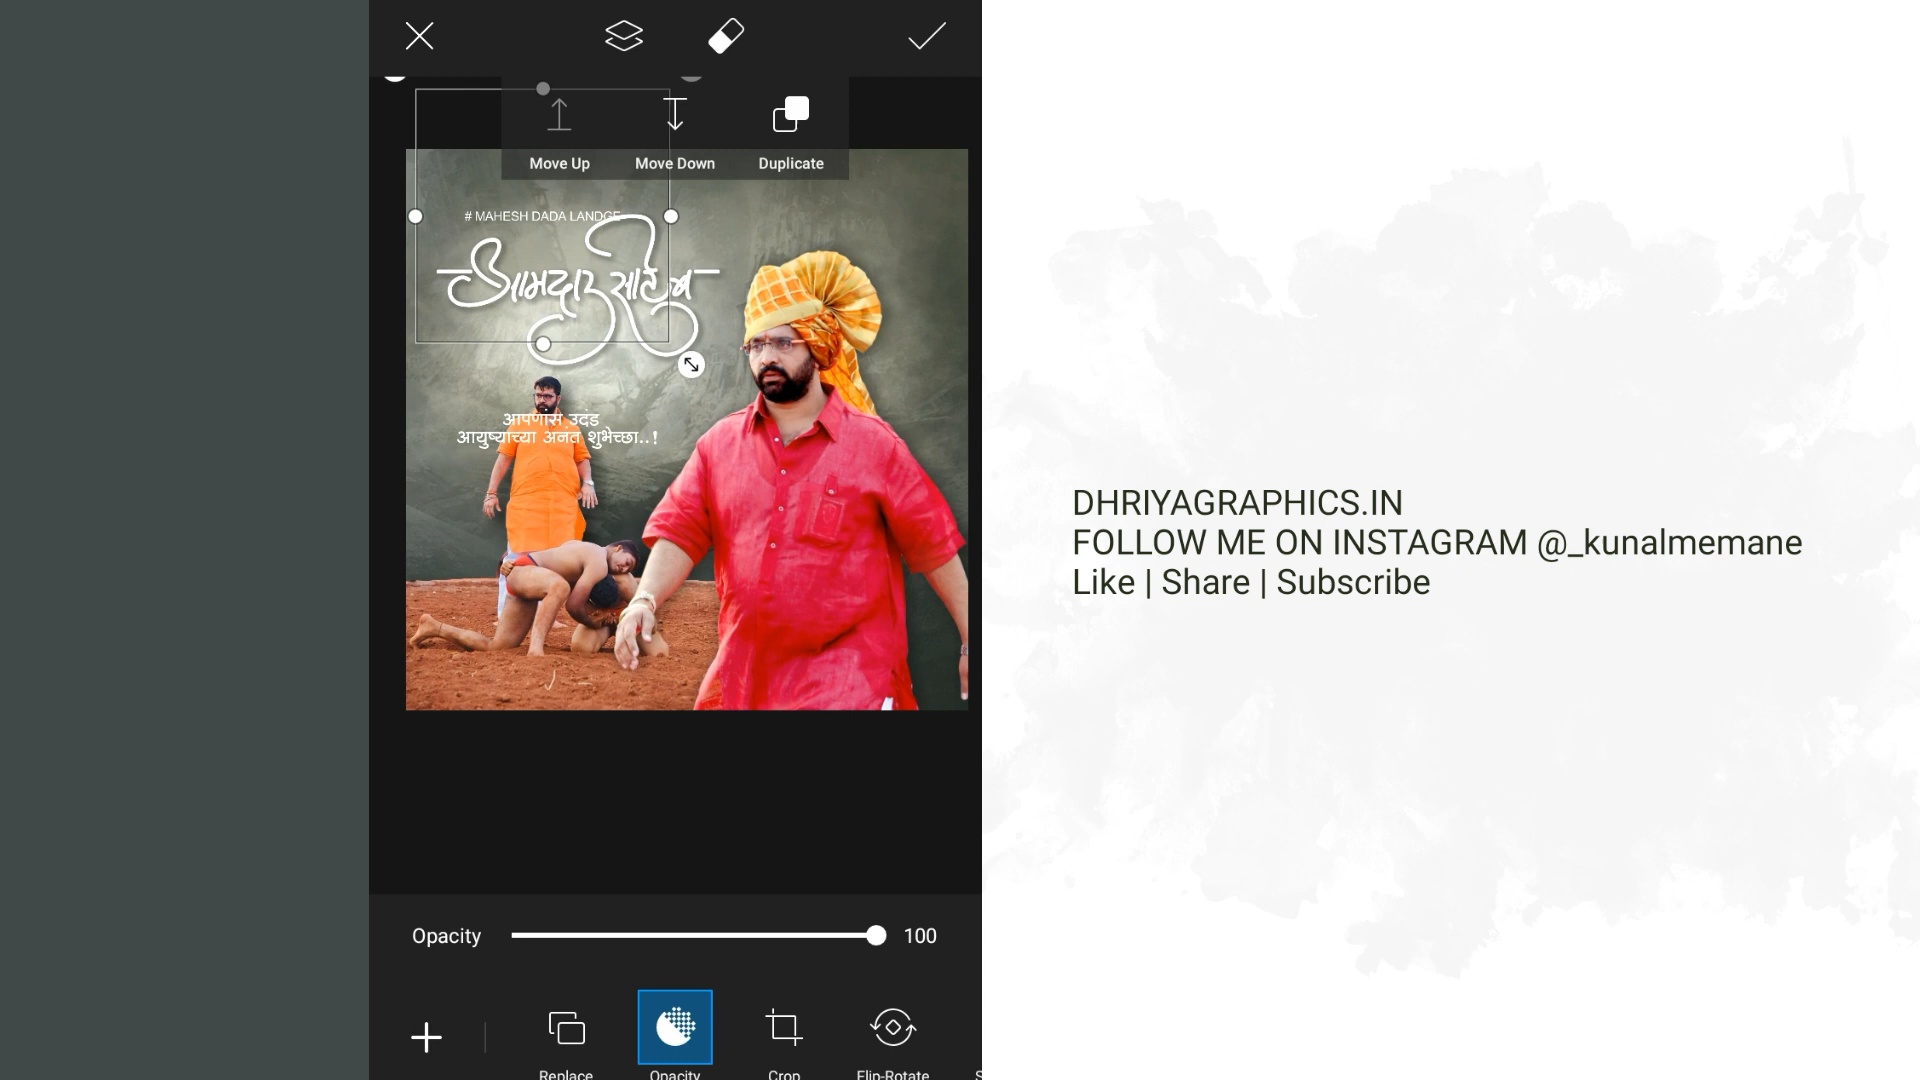 Move Up
Move Down
Duplicate
# MAHESH DADA LANDGE
आमदार साहेब
आपणांस उदंड
आयुष्याच्या अनंत शुभेच्छा..!
Opacity
100
Replace
Opacity
Crop
Flip-Rotate
DHRIYAGRAPHICS.IN
FOLLOW ME ON INSTAGRAM @_kunalmemane
Like | Share | Subscribe